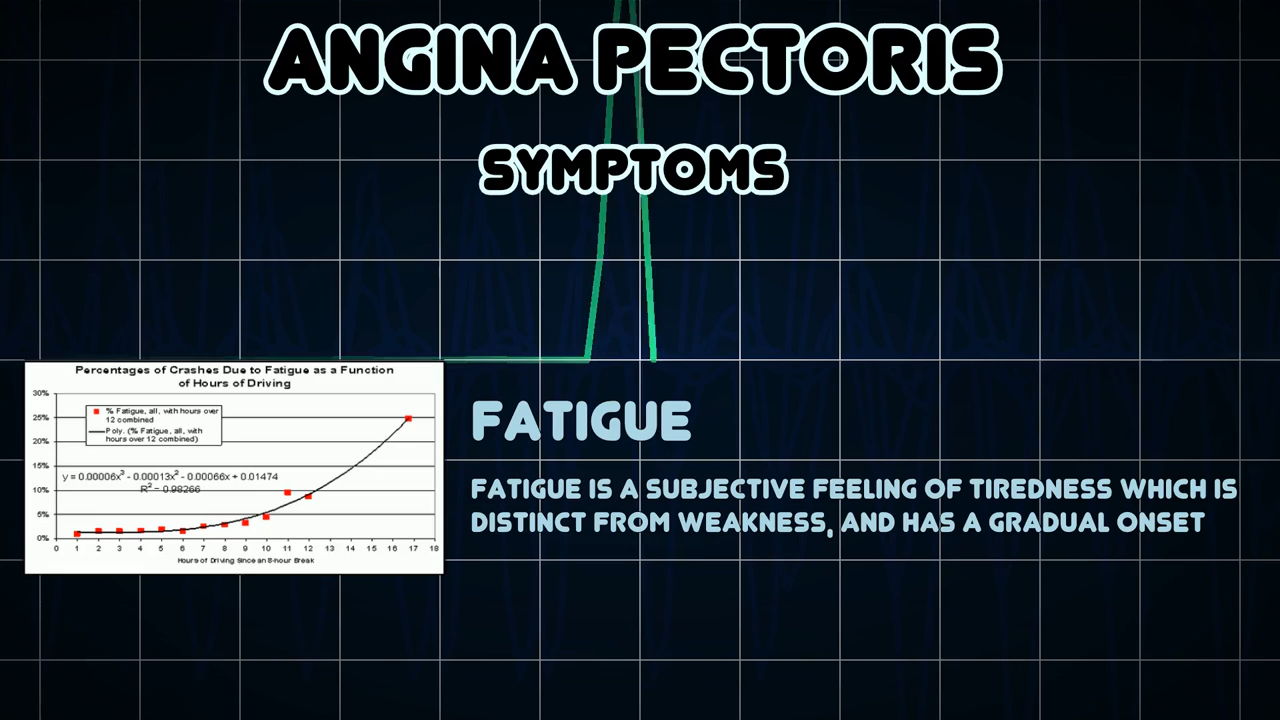 ANGINA PECTORIS
SYMPTOMS
Percentages of Crashes Due to Fatigue as a Function
of Hours of Driving
30%
25%
20%
15%
10%
5%
0%
% Fatigue, all, with hours over
12 combined
Poly. (% Fatigue, all, with
hours over 12 combined)
y = 0.00006x³ - 0.00013x² - 0.00066x + 0.01474
R² = 0.98266
0 1 2 3 4 5 6 7 8 9 10 11 12 13 14 15 16 17 18
Hours of Driving Since an 8-hour Break
FATIGUE
FATIGUE IS A SUBJECTIVE FEELING OF TIREDNESS WHICH IS
DISTINCT FROM WEAKNESS, AND HAS A GRADUAL ONSET